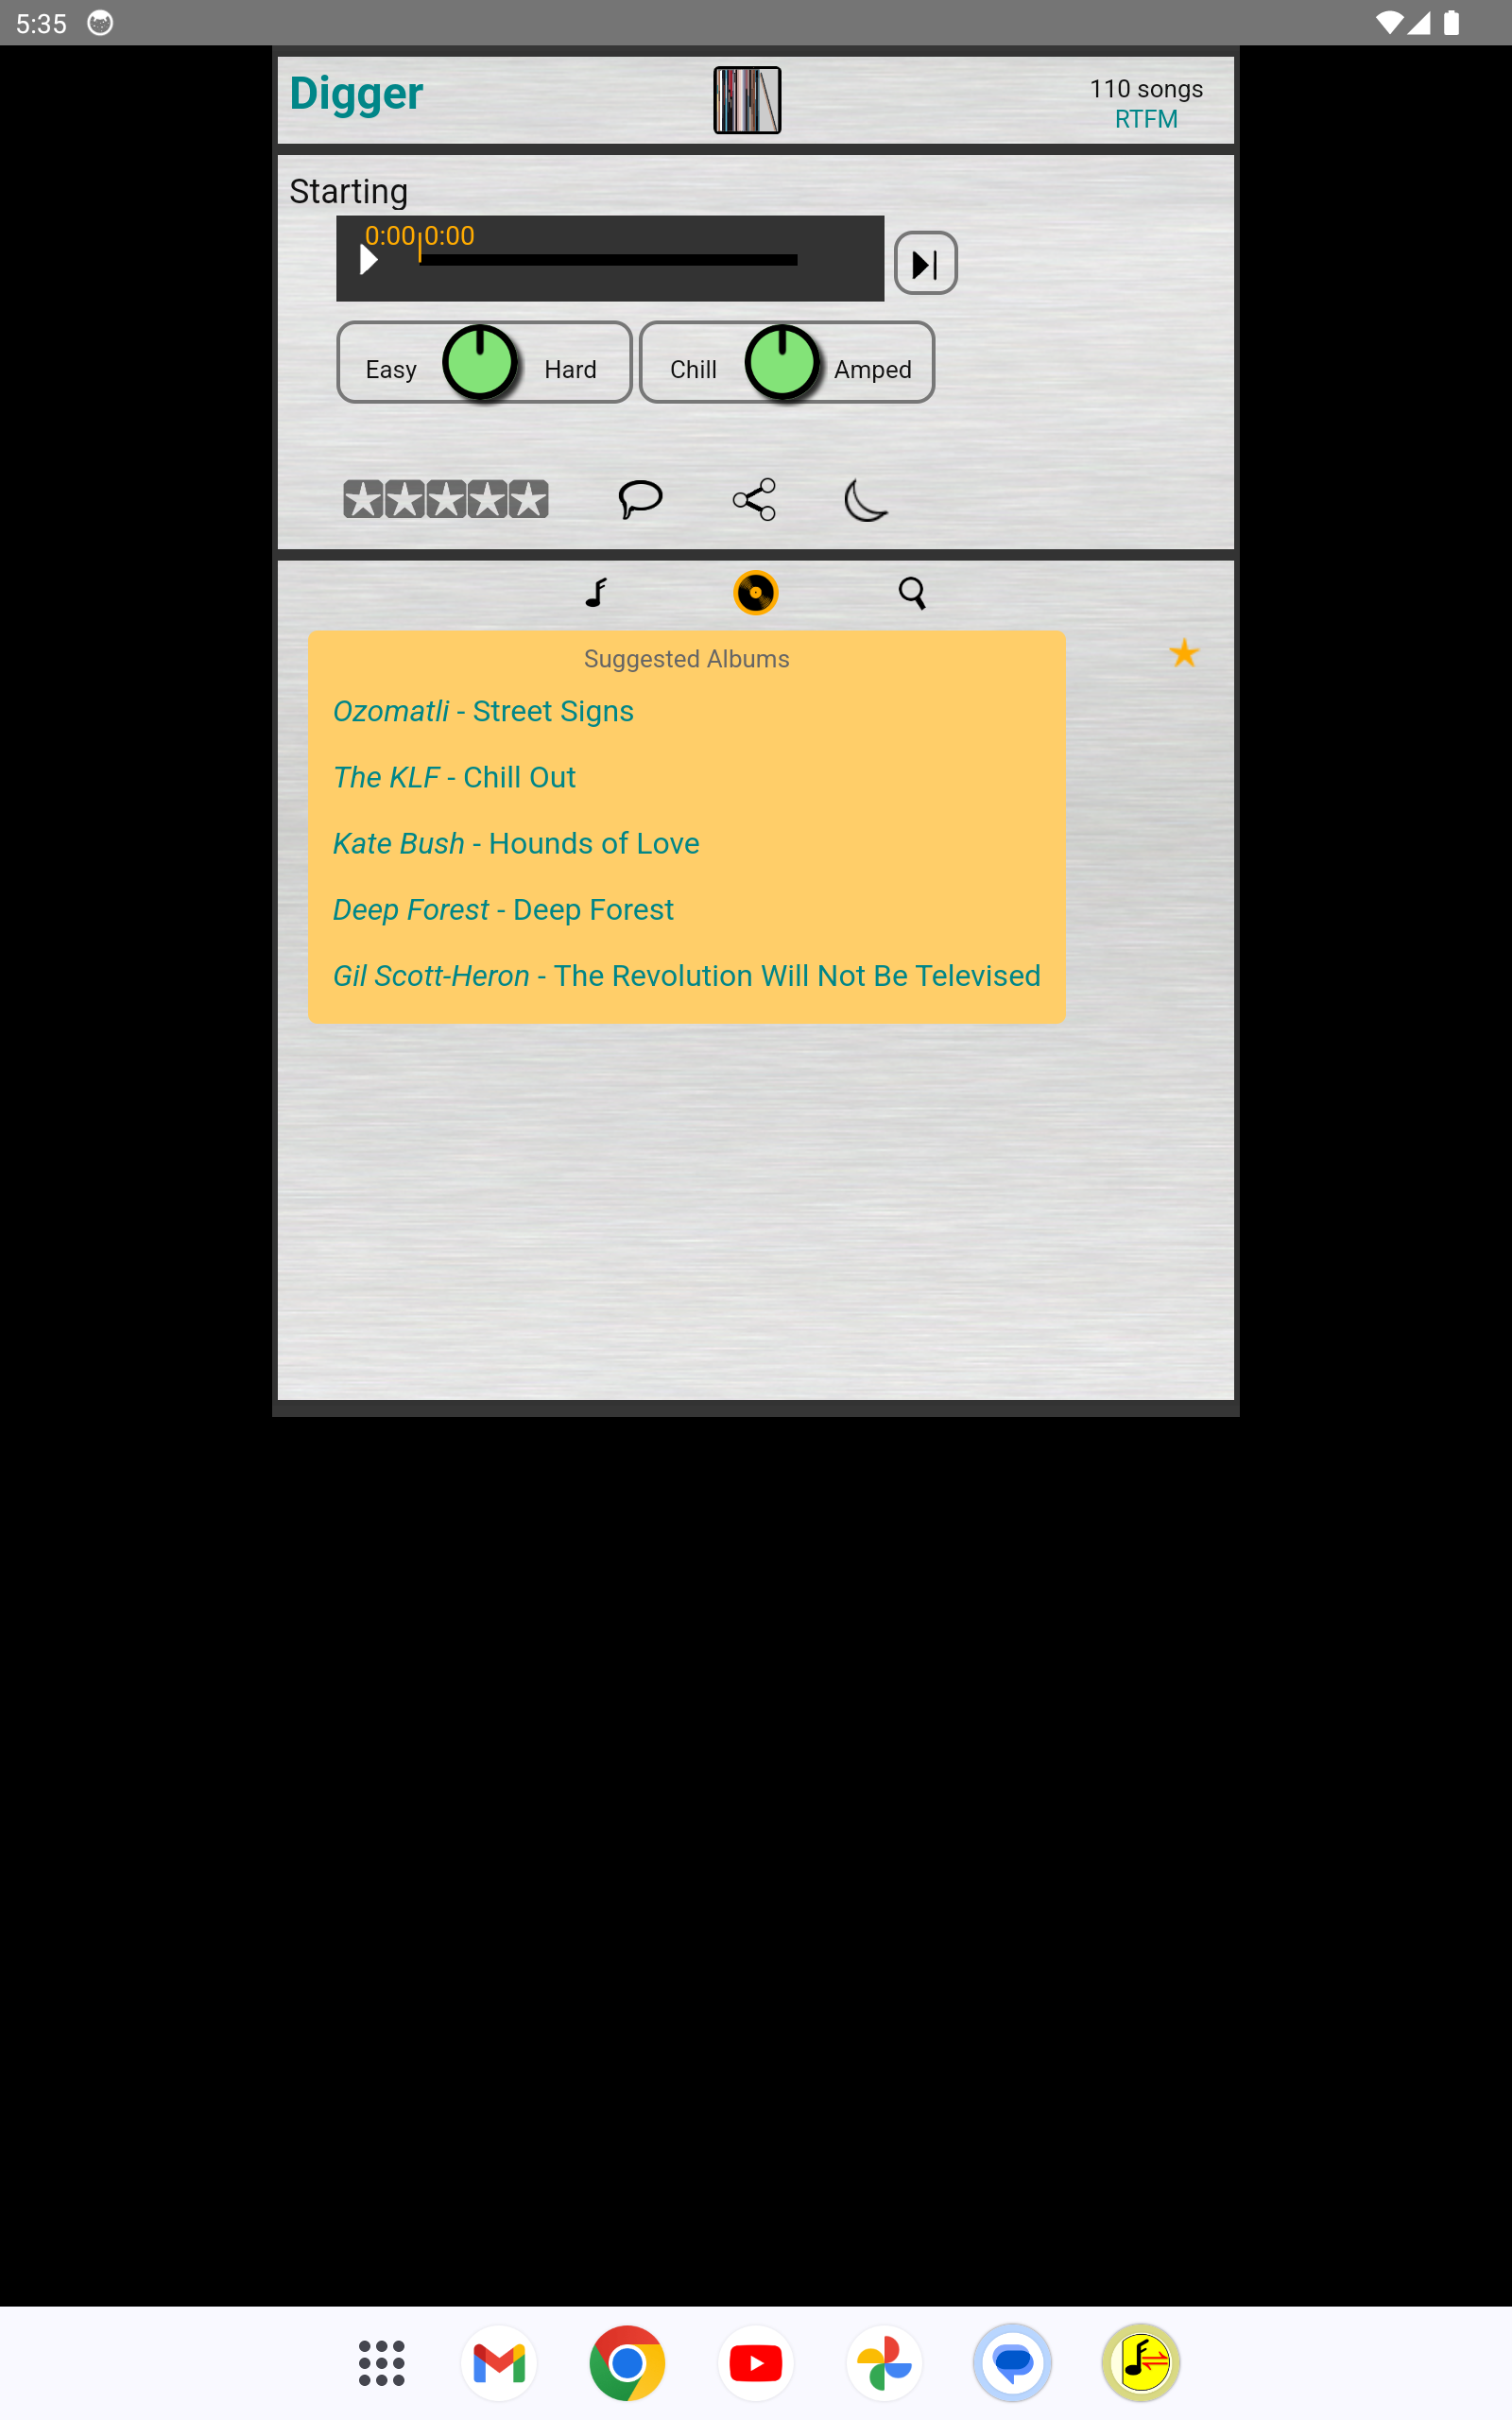 5:35
Digger
110 songs
RTFM
Starting
0:00 0:00
Easy Hard Chill Amped
Suggested Albums
Ozomatli - Street Signs
The KLF - Chill Out
Kate Bush - Hounds of Love
Deep Forest - Deep Forest
Gil Scott-Heron - The Revolution Will Not Be Televised